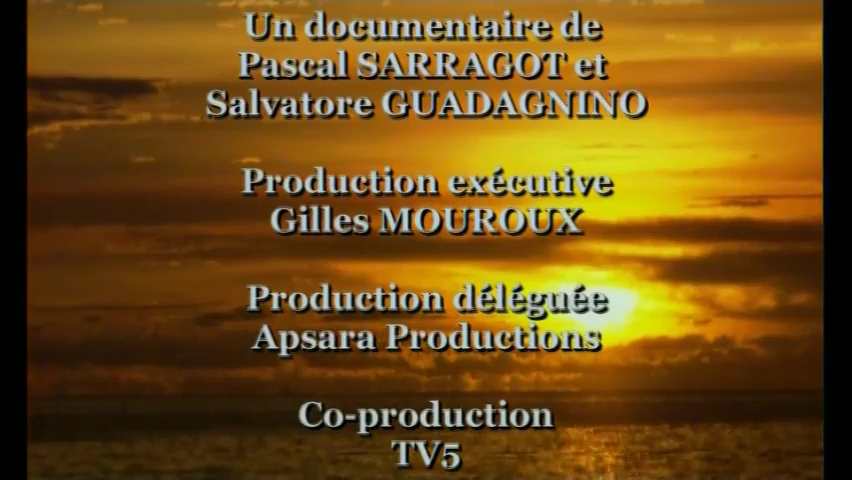 Un documentaire de
Pascal SARRAGOT et
Salvatore GUADAGNINO
Production exécutive
Gilles MOUROUX
Production déléguée
Apsara Productions
Co-production
TV5